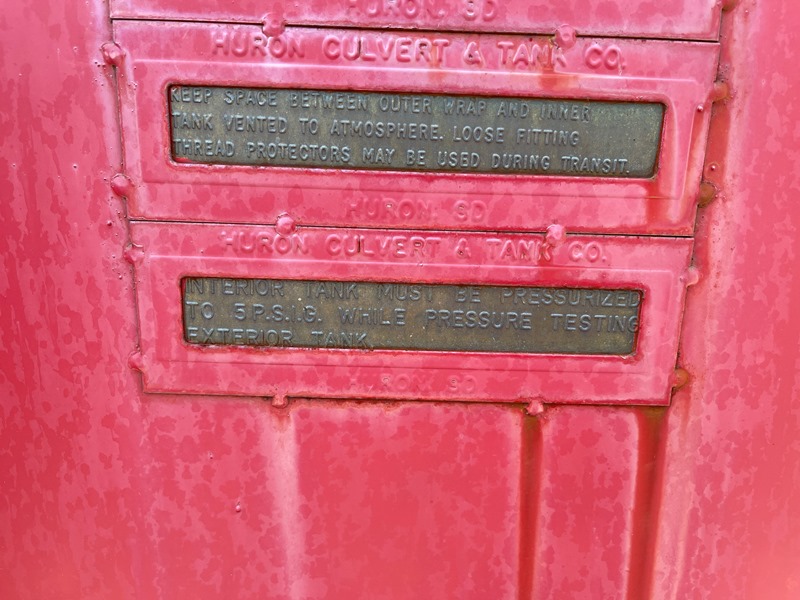 HURON, SD
HURON CULVERT & TANK CO.
KEEP SPACE BETWEEN OUTER WRAP AND INNER
TANK VENTED TO ATMOSPHERE. LOOSE FITTING
THREAD PROTECTORS MAY BE USED DURING TRANSIT.
HURON, SD
HURON CULVERT & TANK CO.
INTERIOR TANK MUST BE PRESSURIZED
TO 5 P.S.I.G. WHILE PRESSURE TESTING
EXTERIOR TANK.
HURON, SD